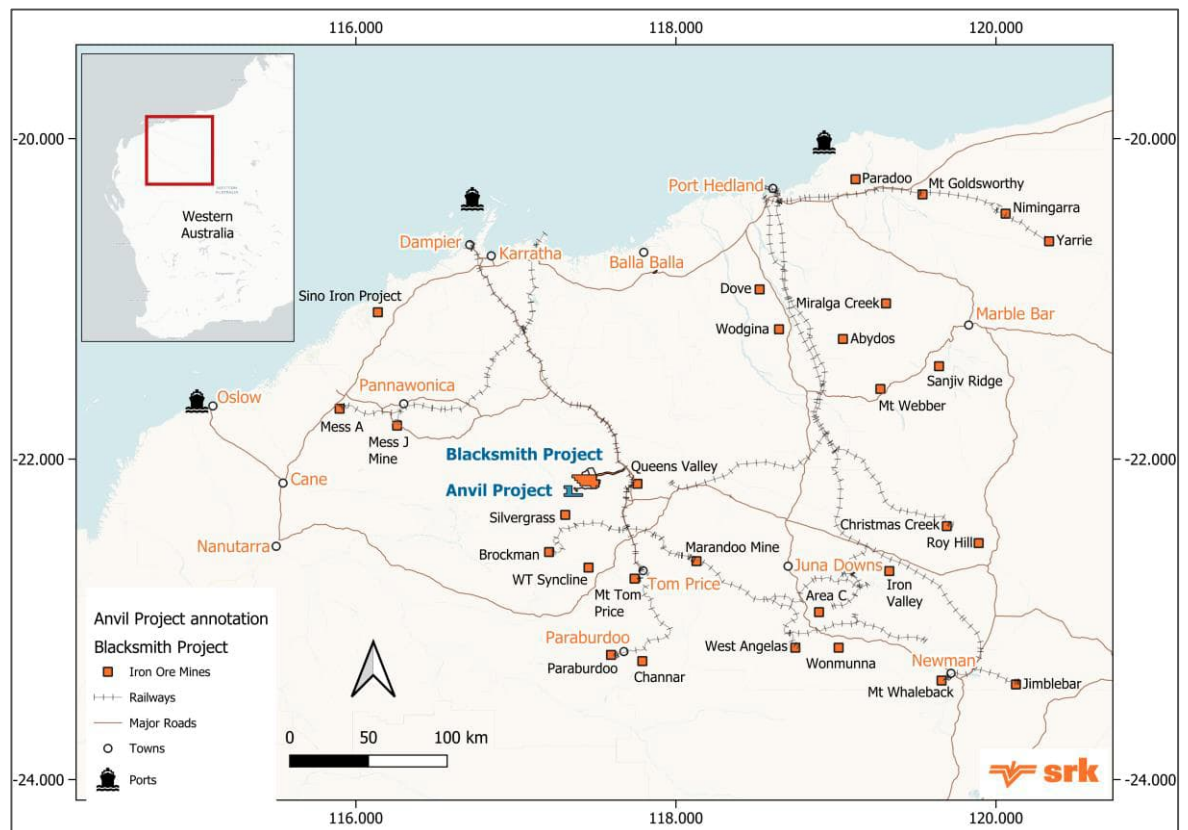 116.000
118.000
120.000
-20.000
-20.000
Western
Australia
Port Hedland
Paradoo
Mt Goldsworthy
Nimingarra
Yarrie
Dampier
Karratha
Balla Balla
Sino Iron Project
Dove
Miralga Creek
Wodgina
Abydos
Marble Bar
Oslow
Pannawonica
Sanjiv Ridge
Mt Webber
Mess A
Mess J
Mine
-22.000
-22.000
Blacksmith Project
Queens Valley
Cane
Anvil Project
Silvergrass
Christmas Creek
Roy Hill
Nanutarra
Brockman
Marandoo Mine
WT Syncline
Juna Downs
Mt Tom
Price
Tom Price
Area C
Iron
Valley
Paraburdoo
Paraburdoo
Channar
West Angelas
Wonmunna
Newman
Mt Whaleback
Jimblebar
Anvil Project annotation
Blacksmith Project
Iron Ore Mines
Railways
Major Roads
Towns
Ports
0 50 100 km
srk
-24.000
-24.000
116.000
118.000
120.000